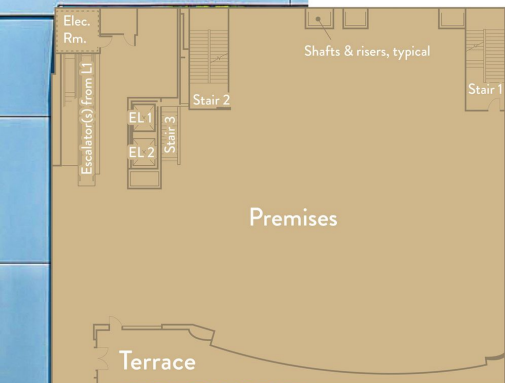 Elec.
Rm.
Shafts & risers, typical
Escalator(s) from L1
Stair 2
Stair 1
EL 1
EL 2
Stair 3
Premises
Terrace